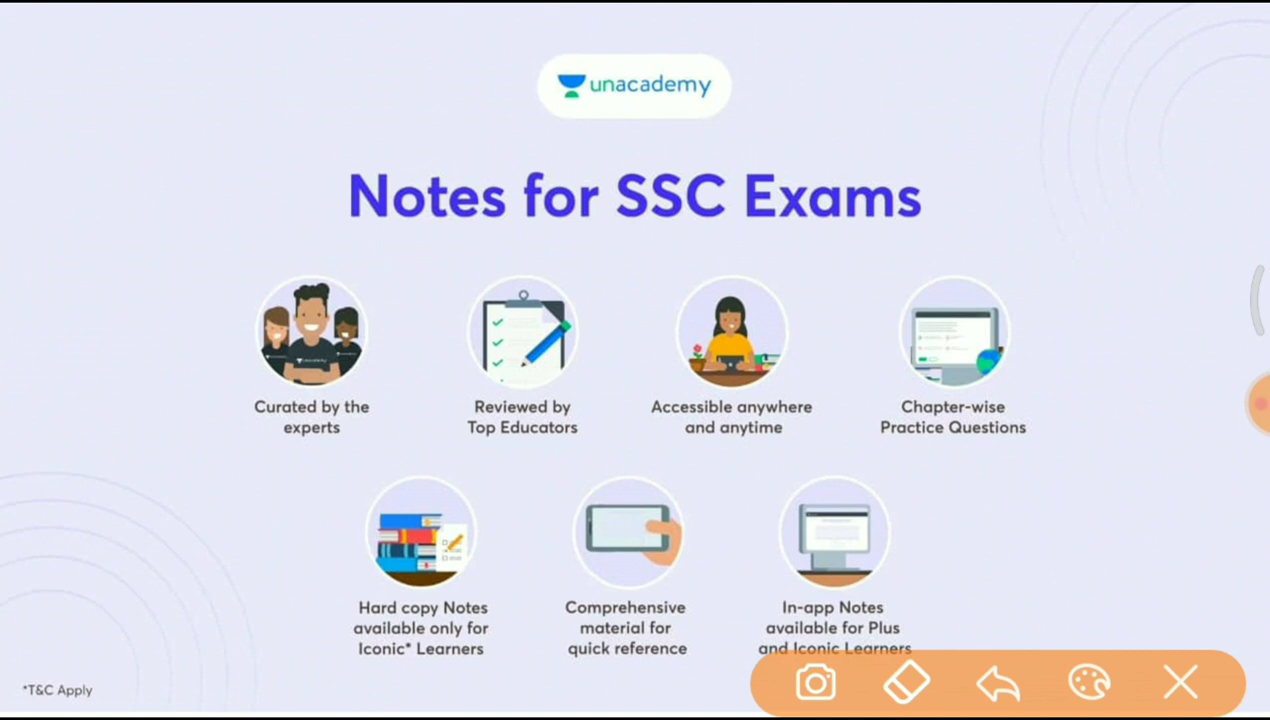 unacademy
Notes for SSC Exams
Curated by the
experts
Reviewed by
Top Educators
Accessible anywhere
and anytime
Chapter-wise
Practice Questions
Hard copy Notes
available only for
Iconic* Learners
Comprehensive
material for
quick reference
In-app Notes
available for Plus
and Iconic Learners
*T&C Apply